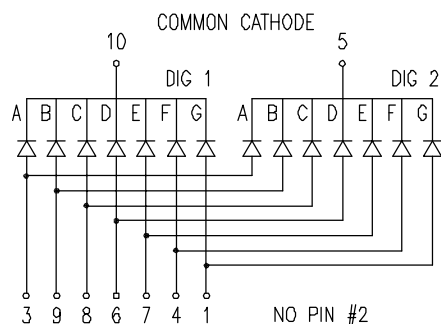 COMMON CATHODE
10 5
DIG 1 DIG 2
A B C D E F G A B C D E F G
3 9 8 6 7 4 1 NO PIN #2